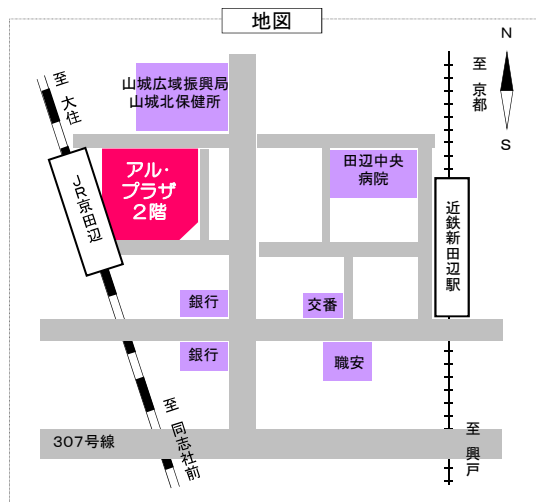 地図
N
S
至 京都
至 大住
山城広域振興局
山城北保健所
アル・
プラザ
2階
田辺中央
病院
JR京田辺
近鉄新田辺駅
銀行
交番
銀行
職安
至 同志社前
至 興戸
307号線